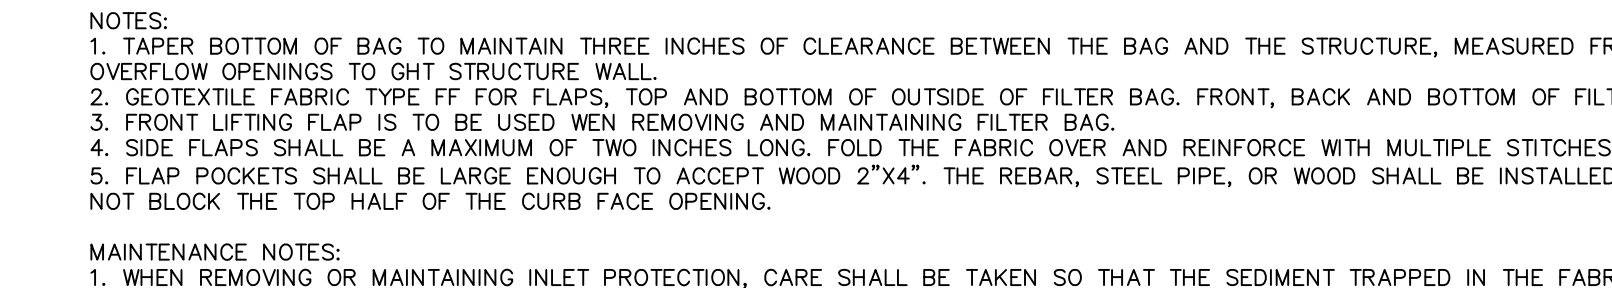 NOTES:
1. TAPER BOTTOM OF BAG TO MAINTAIN THREE INCHES OF CLEARANCE BETWEEN THE BAG AND THE STRUCTURE, MEASURED FR
OVERFLOW OPENINGS TO GHT STRUCTURE WALL.
2. GEOTEXTILE FABRIC TYPE FF FOR FLAPS, TOP AND BOTTOM OF OUTSIDE OF FILTER BAG. FRONT, BACK AND BOTTOM OF FILT
3. FRONT LIFTING FLAP IS TO BE USED WEN REMOVING AND MAINTAINING FILTER BAG.
4. SIDE FLAPS SHALL BE A MAXIMUM OF TWO INCHES LONG. FOLD THE FABRIC OVER AND REINFORCE WITH MULTIPLE STITCHES
5. FLAP POCKETS SHALL BE LARGE ENOUGH TO ACCEPT WOOD 2”X4”. THE REBAR, STEEL PIPE, OR WOOD SHALL BE INSTALLED
NOT BLOCK THE TOP HALF OF THE CURB FACE OPENING.
MAINTENANCE NOTES:
1. WHEN REMOVING OR MAINTAINING INLET PROTECTION, CARE SHALL BE TAKEN SO THAT THE SEDIMENT TRAPPED IN THE FABR